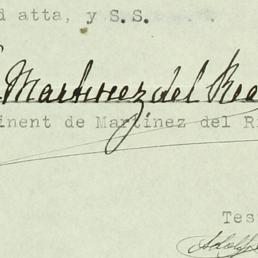 d atta, y S.S.
Martinez del Rio
inent de Martinez del R
Tes